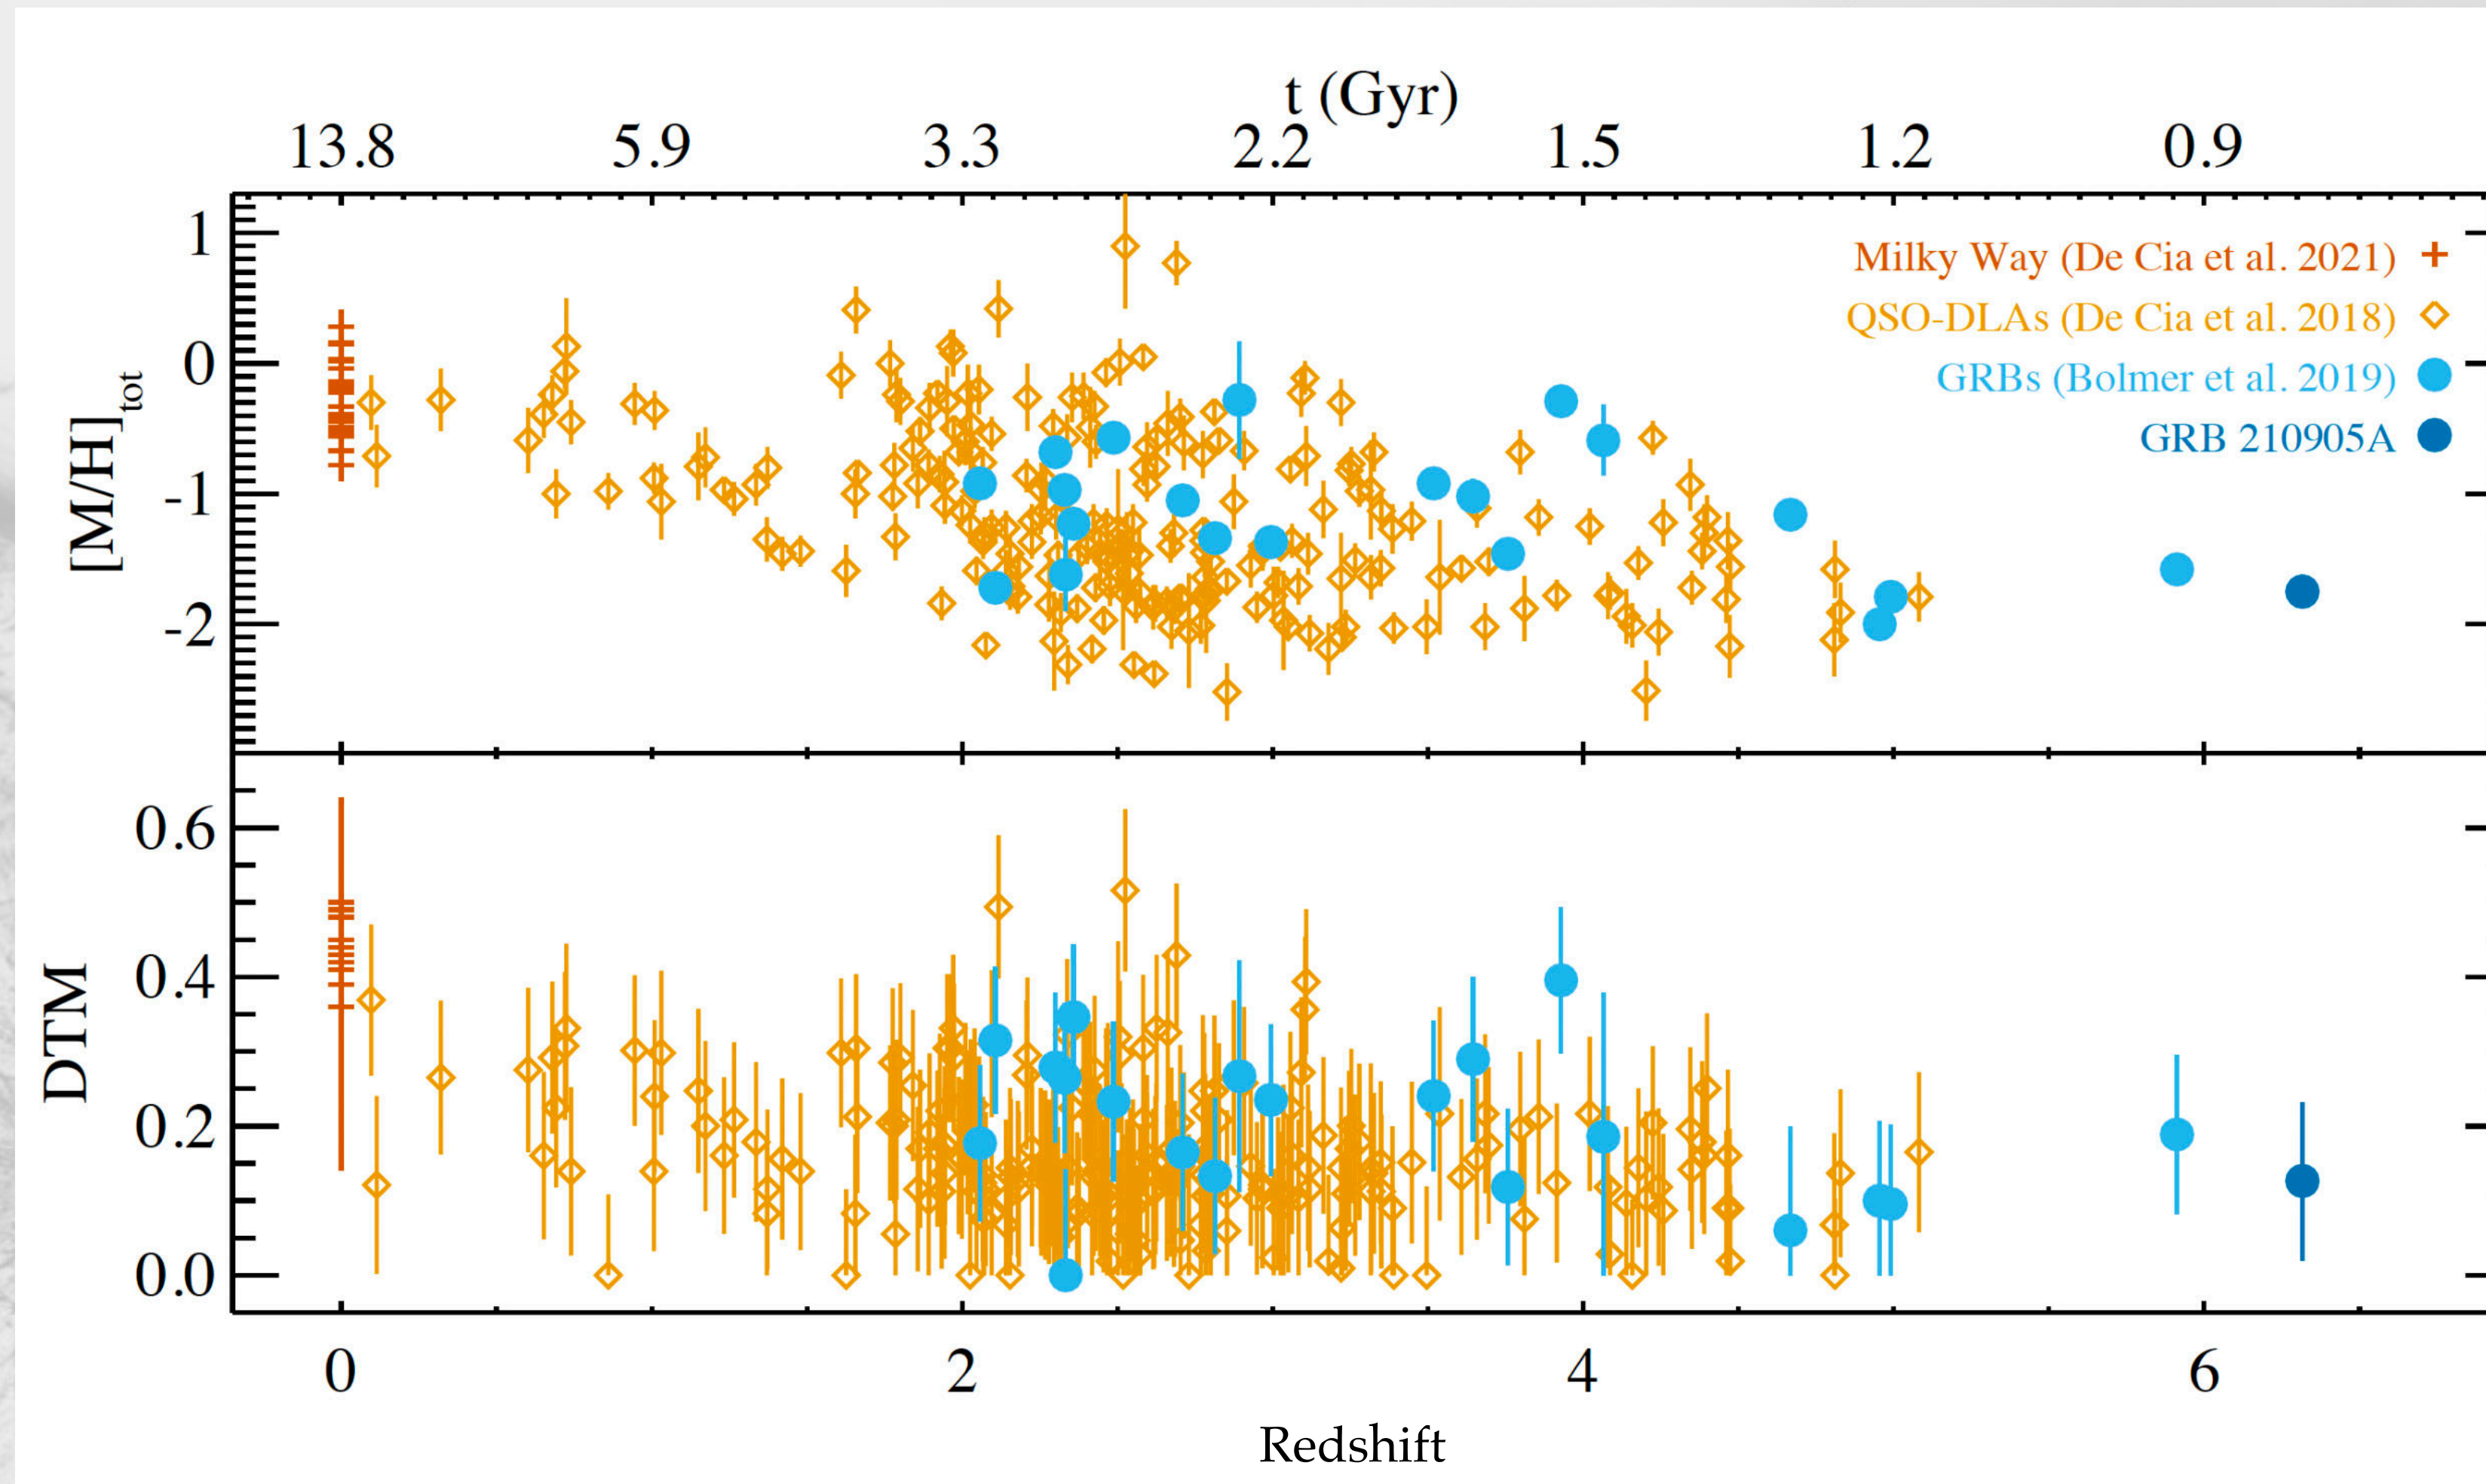 t (Gyr)
13.8 5.9 3.3 2.2 1.5 1.2 0.9
1
0
-1
-2
[M/H]tot
Milky Way (De Cia et al. 2021)
QSO-DLAs (De Cia et al. 2018)
GRBs (Bolmer et al. 2019)
GRB 210905A
0.6
0.4
0.2
0.0
DTM
0 2 4 6
Redshift